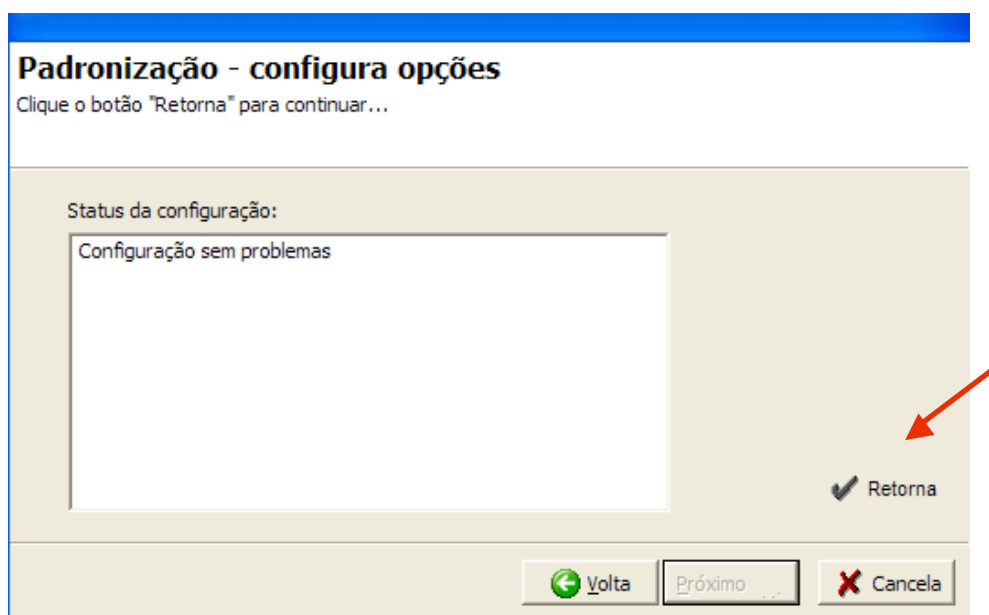 Padronização - configura opções
Clique o botão "Retorna" para continuar...
Status da configuração:
Configuração sem problemas
Retorna
Volta
Próximo ...
Cancela